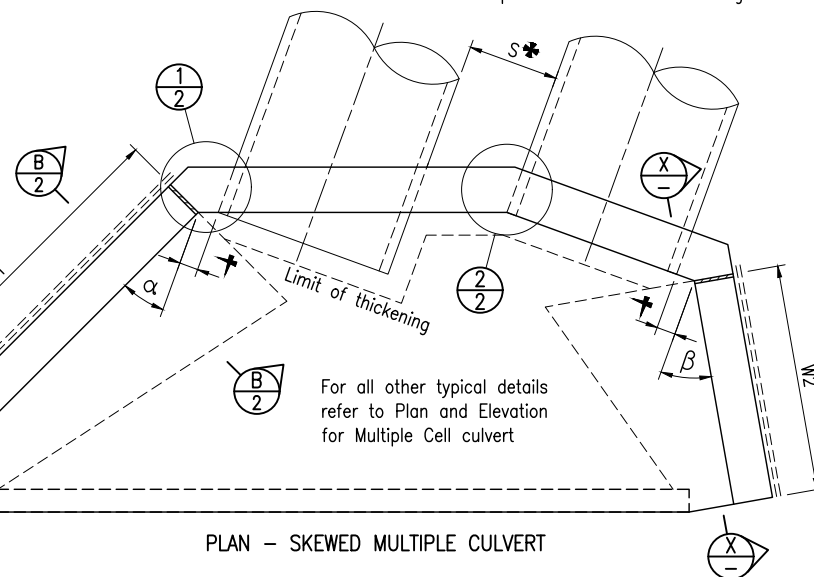 S
1
2
B
2
X
–
α
Limit of thickening
2
2
β
W2
B
2
For all other typical details
refer to Plan and Elevation
for Multiple Cell culvert
PLAN – SKEWED MULTIPLE CULVERT
X
–